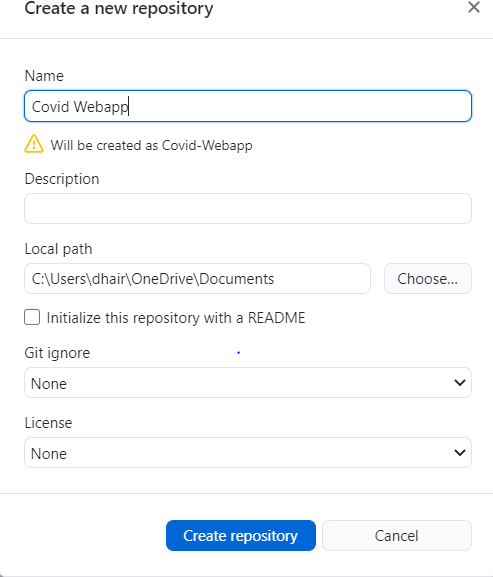 Create a new repository
Name
Covid Webapp
Will be created as Covid-Webapp
Description
Local path
C:\Users\dhair\OneDrive\Documents
Choose...
Initialize this repository with a README
Git ignore
None
License
None
Create repository
Cancel